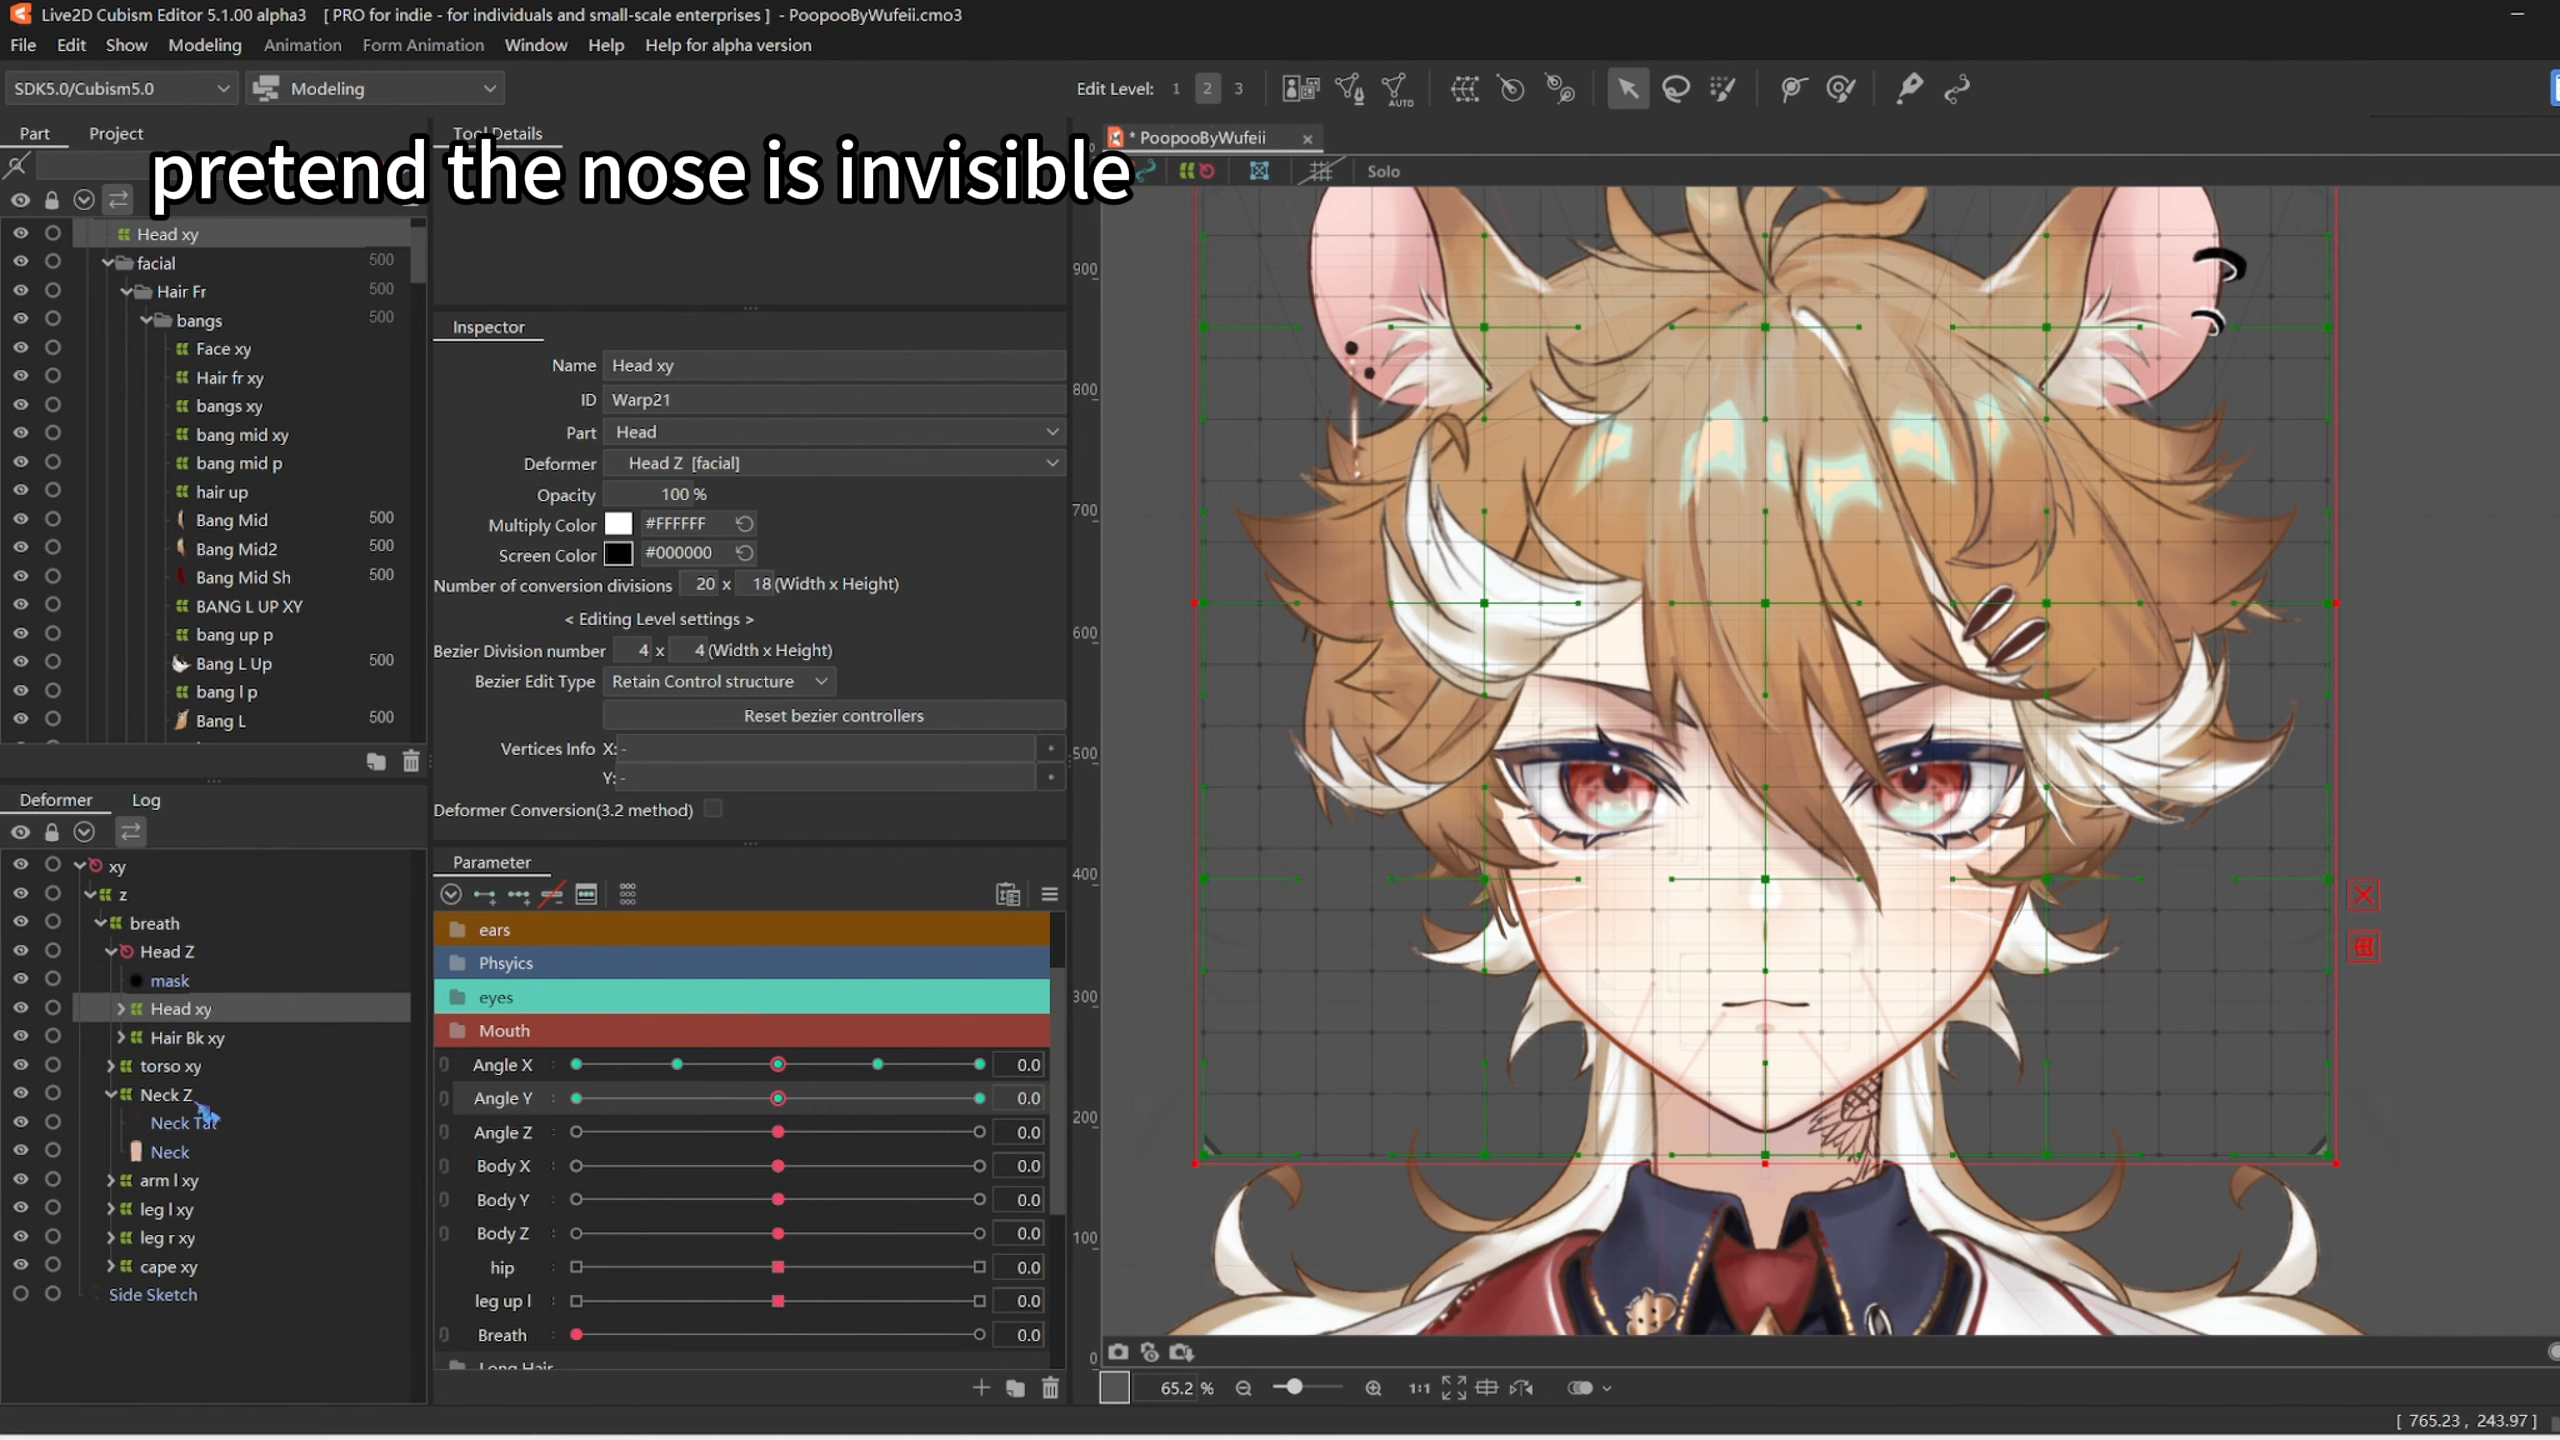 Live2D Cubism Editor 5.1.00 alpha3 [ PRO for indie - for individuals and small-scale enterprises ] - PoopooByWufeii.cmo3
File Edit Show Modeling Animation Form Animation Window Help Help for alpha version
SDK5.0/Cubism5.0 Modeling Edit Level: 1 2 3 AUTO
Part Project Tool Details * PoopooByWufeii
pretend the nose is invisible
Solo
Head xy
facial 500
Hair Fr 500
bangs 500
Face xy
Hair fr xy
bangs xy
bang mid xy
bang mid p
hair up
Bang Mid 500
Bang Mid2 500
Bang Mid Sh 500
BANG L UP XY
bang up p
Bang L Up 500
bang l p
Bang L 500
Inspector
Name Head xy
ID Warp21
Part Head
Deformer Head Z [facial]
Opacity 100 %
Multiply Color #FFFFFF
Screen Color #000000
Number of conversion divisions 20 x 18 (Width x Height)
< Editing Level settings >
Bezier Division number 4 x 4 (Width x Height)
Bezier Edit Type Retain Control structure
Reset bezier controllers
Vertices Info X: -
Y: -
Deformer Conversion(3.2 method)
Deformer Log
xy
z
breath
Head Z
mask
Head xy
Hair Bk xy
torso xy
Neck Z
Neck Tat
Neck
arm l xy
leg l xy
leg r xy
cape xy
Side Sketch
Parameter
ears
Phsyics
eyes
Mouth
Angle X : 0.0
Angle Y : 0.0
Angle Z : 0.0
Body X : 0.0
Body Y : 0.0
Body Z : 0.0
hip : 0.0
leg up l : 0.0
Breath : 0.0
Long Hair
900
800
700
600
500
400
300
200
100
0
65.2 % 1:1
[ 765.23 , 243.97 ]